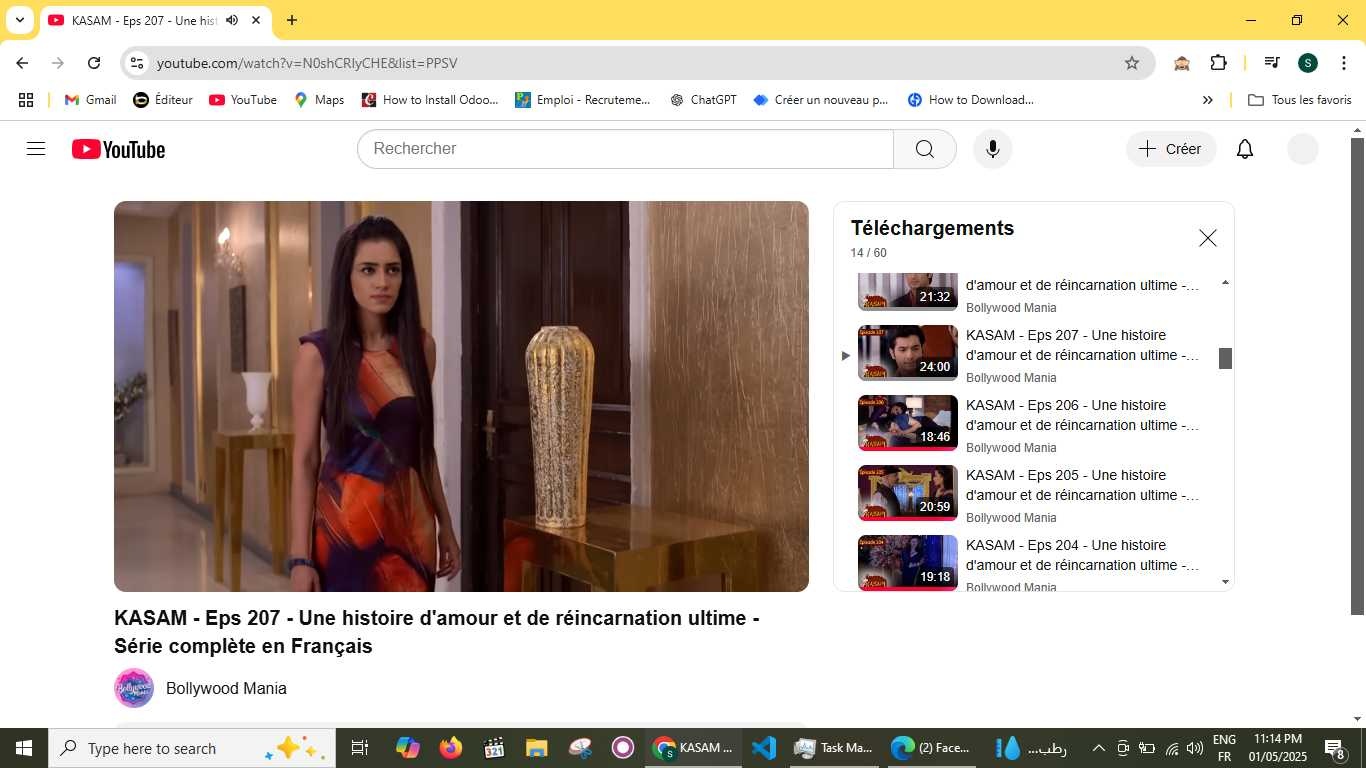 KASAM - Eps 207 - Une hist
youtube.com/watch?v=N0shCRIyCHE&list=PPSV
Gmail
Éditeur
YouTube
Maps
How to Install Odoo...
Emploi - Recruteme...
ChatGPT
Créer un nouveau p...
How to Download...
»
Tous les favoris
YouTube
Rechercher
Créer
S
Téléchargements
14 / 60
21:32
d'amour et de réincarnation ultime -…
Bollywood Mania
24:00
KASAM - Eps 207 - Une histoire
d'amour et de réincarnation ultime -…
Bollywood Mania
18:46
KASAM - Eps 206 - Une histoire
d'amour et de réincarnation ultime -…
Bollywood Mania
20:59
KASAM - Eps 205 - Une histoire
d'amour et de réincarnation ultime -…
Bollywood Mania
19:18
KASAM - Eps 204 - Une histoire
d'amour et de réincarnation ultime -…
Bollywood Mania
KASAM - Eps 207 - Une histoire d'amour et de réincarnation ultime -
Série complète en Français
Bollywood Mania
Type here to search
321
KASAM ...
Task Ma...
(2) Face...
رطب...
ENG
FR
11:14 PM
01/05/2025
8